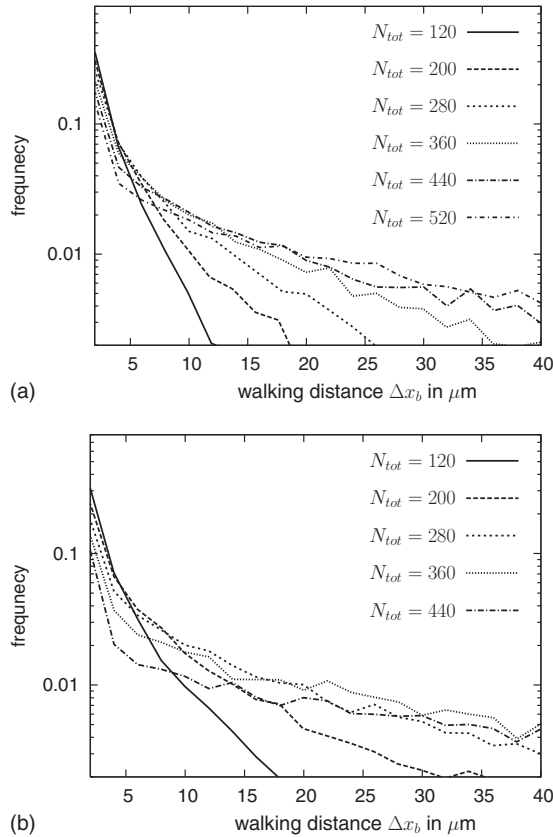 N_tot = 120
N_tot = 200
N_tot = 280
N_tot = 360
N_tot = 440
N_tot = 520
0.1
0.01
frequnecy
5 10 15 20 25 30 35 40
(a) walking distance Δx_b in μm
N_tot = 120
N_tot = 200
N_tot = 280
N_tot = 360
N_tot = 440
0.1
0.01
frequnecy
5 10 15 20 25 30 35 40
(b) walking distance Δx_b in μm